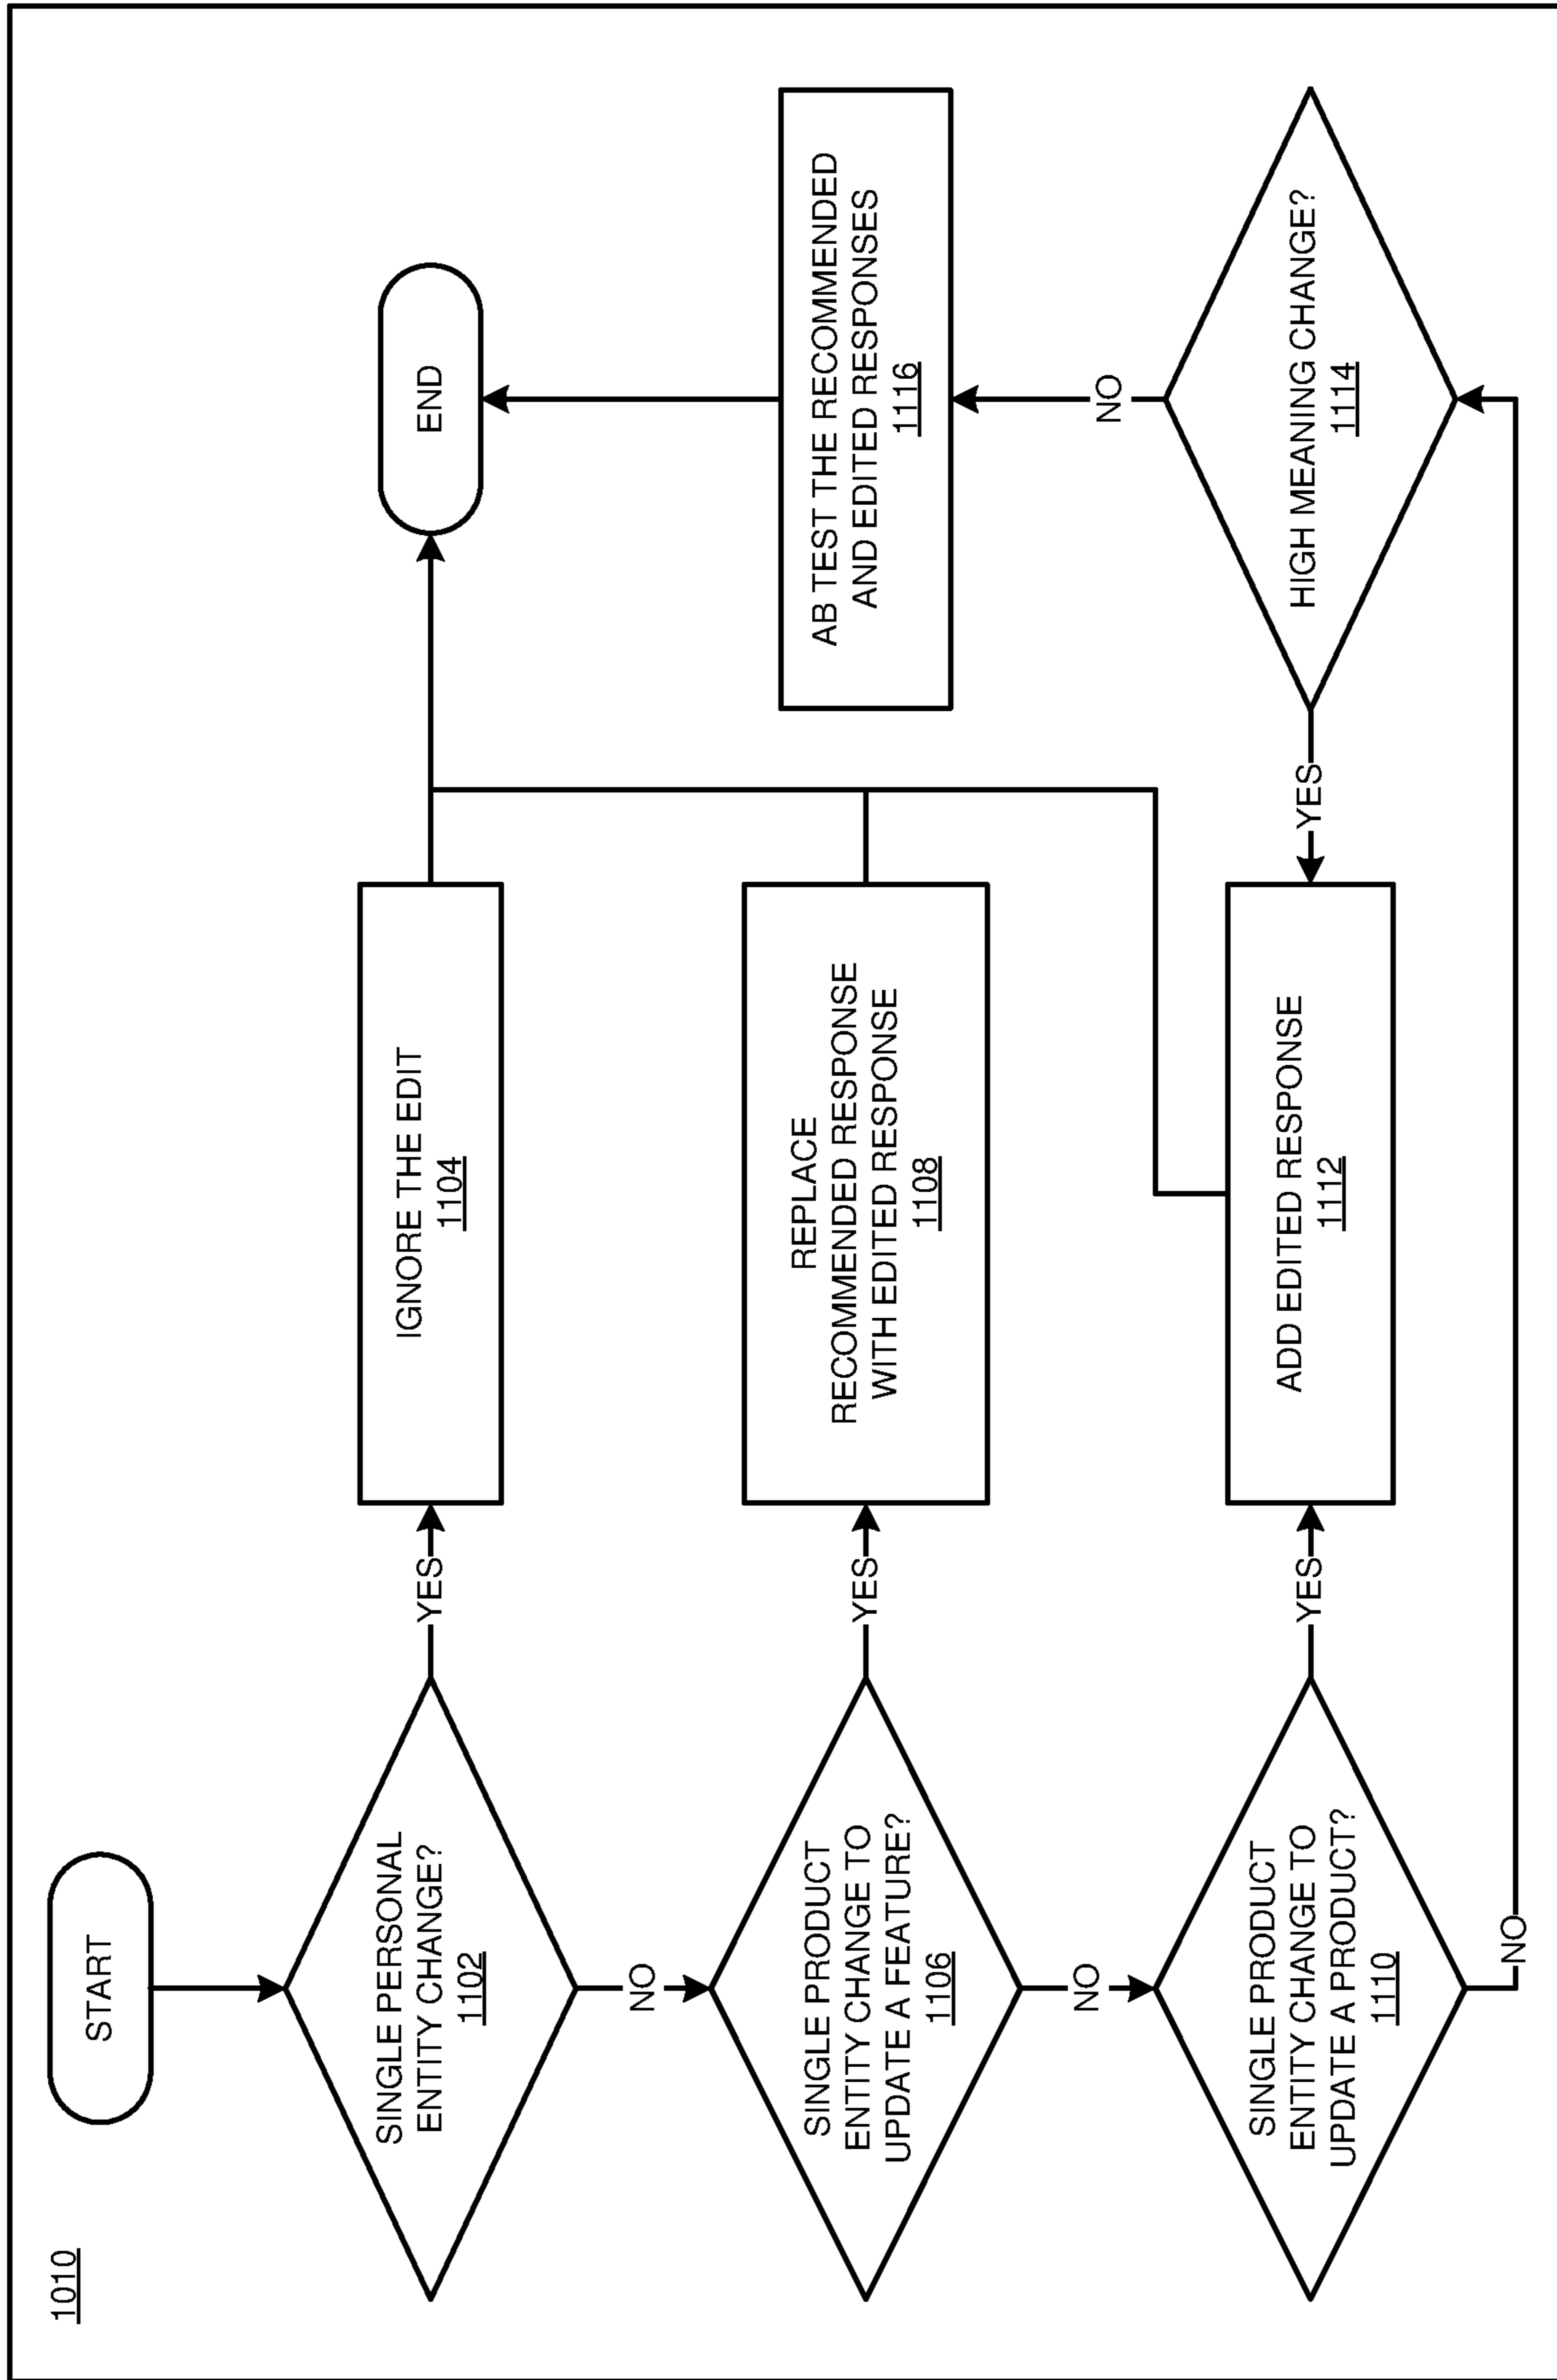 1010
START
SINGLE PERSONAL
ENTITY CHANGE?
1102
YES
IGNORE THE EDIT
1104
END
NO
SINGLE PRODUCT
ENTITY CHANGE TO
UPDATE A FEATURE?
1106
YES
REPLACE
RECOMMENDED RESPONSE
WITH EDITED RESPONSE
1108
AB TEST THE RECOMMENDED
AND EDITED RESPONSES
1116
NO
SINGLE PRODUCT
ENTITY CHANGE TO
UPDATE A PRODUCT?
1110
YES
ADD EDITED RESPONSE
1112
YES
HIGH MEANING CHANGE?
1114
NO
NO